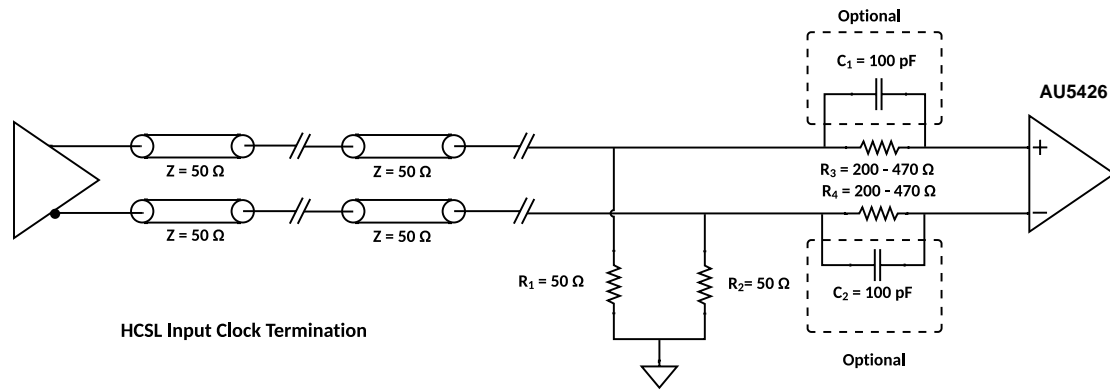 Optional
C₁ = 100 pF
AU5426
Z = 50 Ω
Z = 50 Ω
+
R₃ = 200 - 470 Ω
R₄ = 200 - 470 Ω
−
Z = 50 Ω
Z = 50 Ω
R₁ = 50 Ω
R₂= 50 Ω
C₂ = 100 pF
HCSL Input Clock Termination
Optional